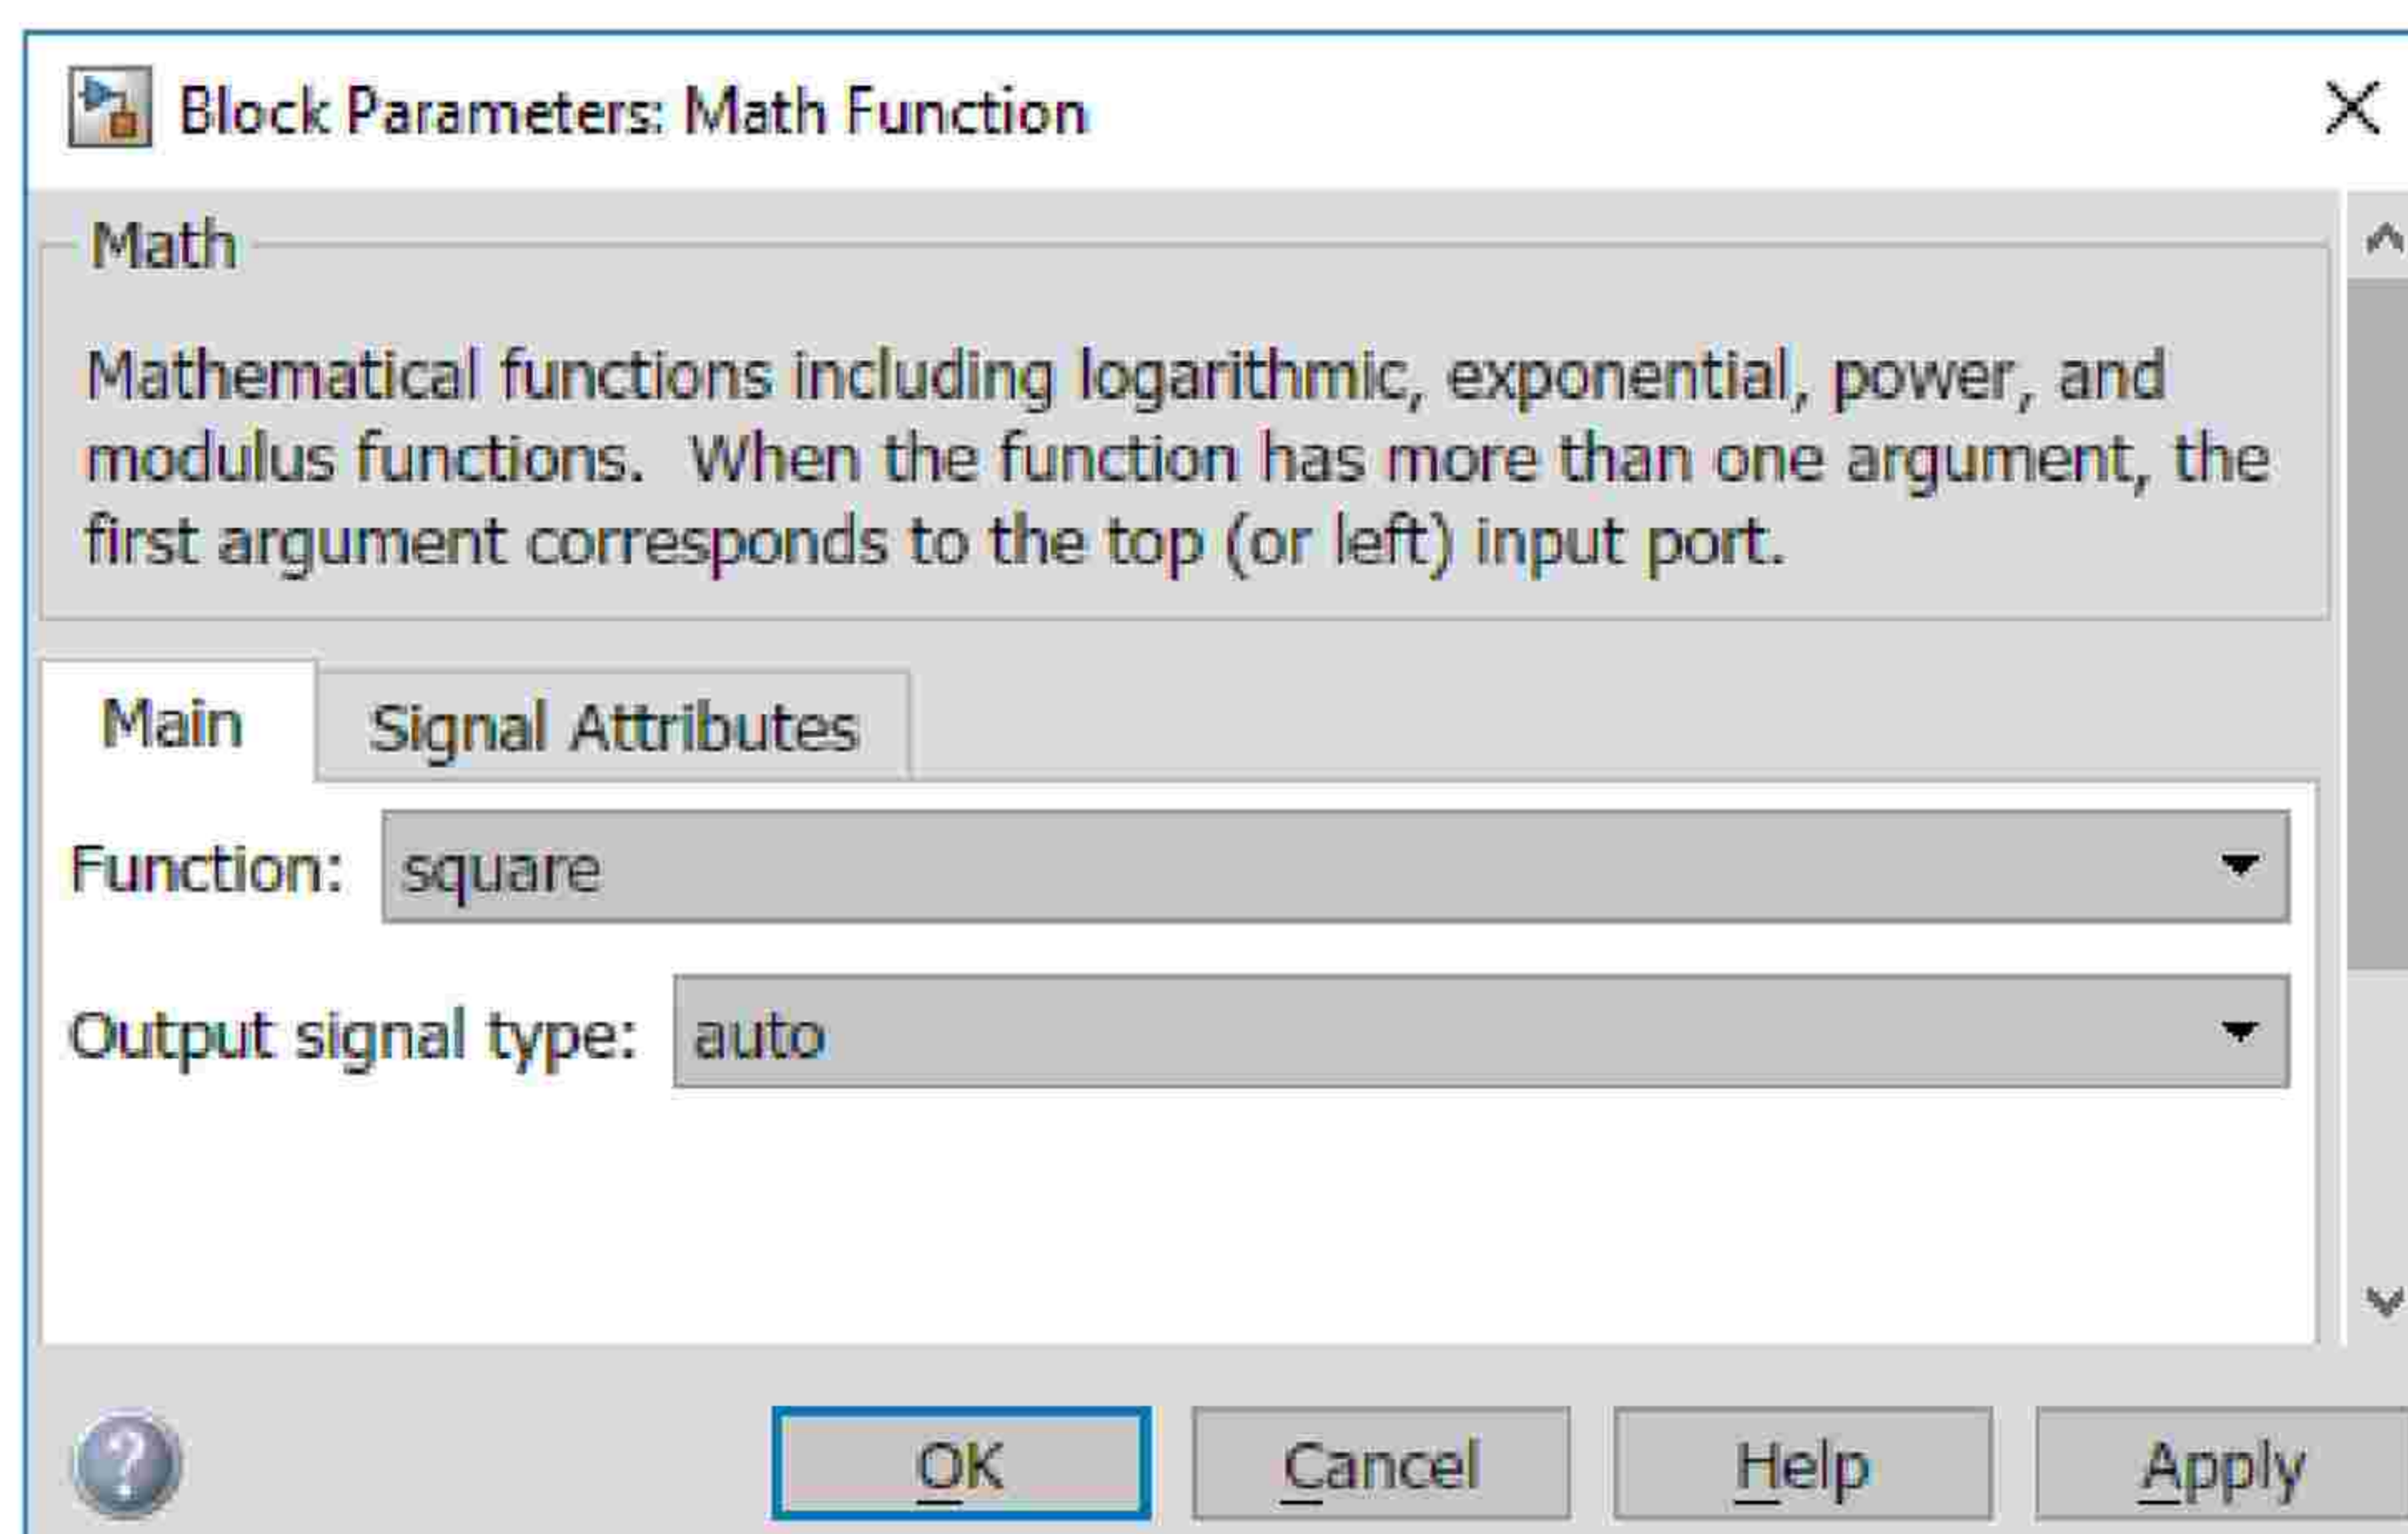 Block Parameters: Math Function
Math
Mathematical functions including logarithmic, exponential, power, and
modulus functions.  When the function has more than one argument, the
first argument corresponds to the top (or left) input port.
Main Signal Attributes
Function: square
Output signal type: auto
? OK Cancel Help Apply